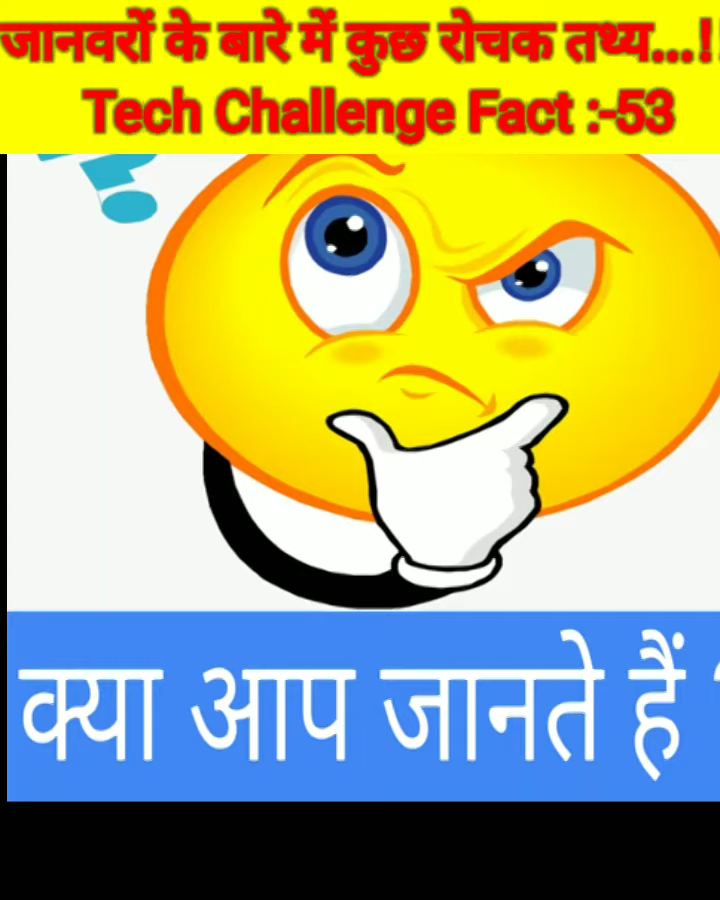 जानवरों के बारे में कुछ रोचक तथ्य...!!
Tech Challenge Fact :-53
क्या आप जानते हैं